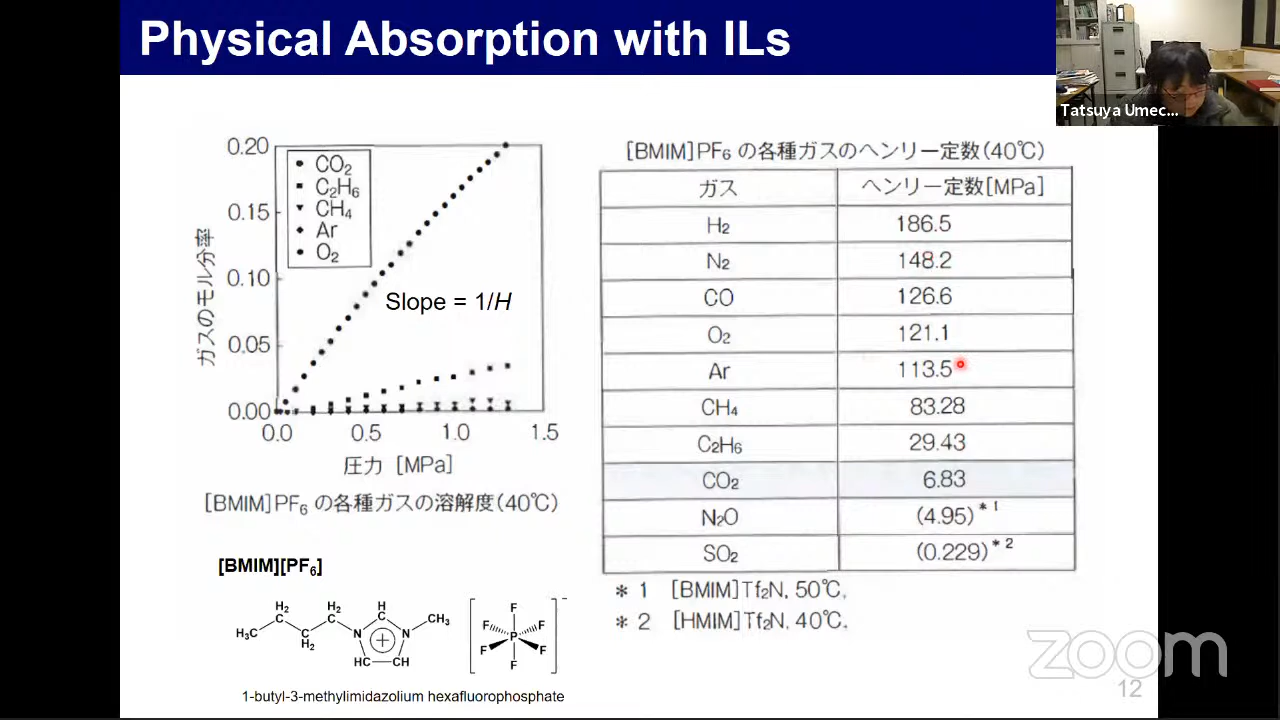 Physical Absorption with ILs
Tatsuya Umec...
0.20
0.15
0.10
0.05
0.00
0.0 0.5 1.0 1.5
CO₂
C₂H₆
CH₄
Ar
O₂
Slope = 1/H
ガスのモル分率
圧力 [MPa]
[BMIM]PF₆ の各種ガスの溶解度(40℃)
[BMIM]PF₆ の各種ガスのヘンリー定数(40℃)
ガス ヘンリー定数[MPa]
H₂ 186.5
N₂ 148.2
CO 126.6
O₂ 121.1
Ar 113.5
CH₄ 83.28
C₂H₆ 29.43
CO₂ 6.83
N₂O (4.95)*1
SO₂ (0.229)*2
*1 [BMIM]Tf₂N, 50℃.
*2 [HMIM]Tf₂N, 40℃.
[BMIM][PF₆]
H₂ H₂ H
H₃C H₂ N + N CH₃
HC CH
F
F F
P
F F
F
−
1-butyl-3-methylimidazolium hexafluorophosphate
zoom
12